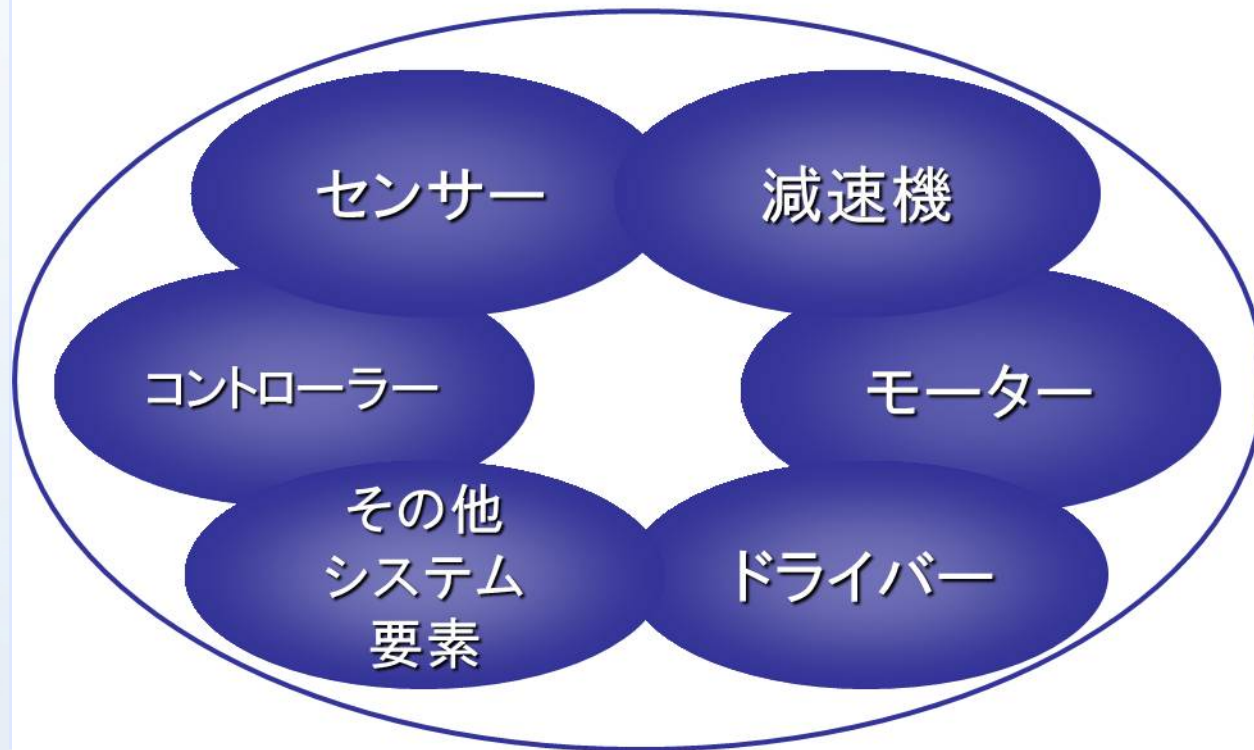 センサー
減速機
コントローラー
モーター
その他
システム
要素
ドライバー